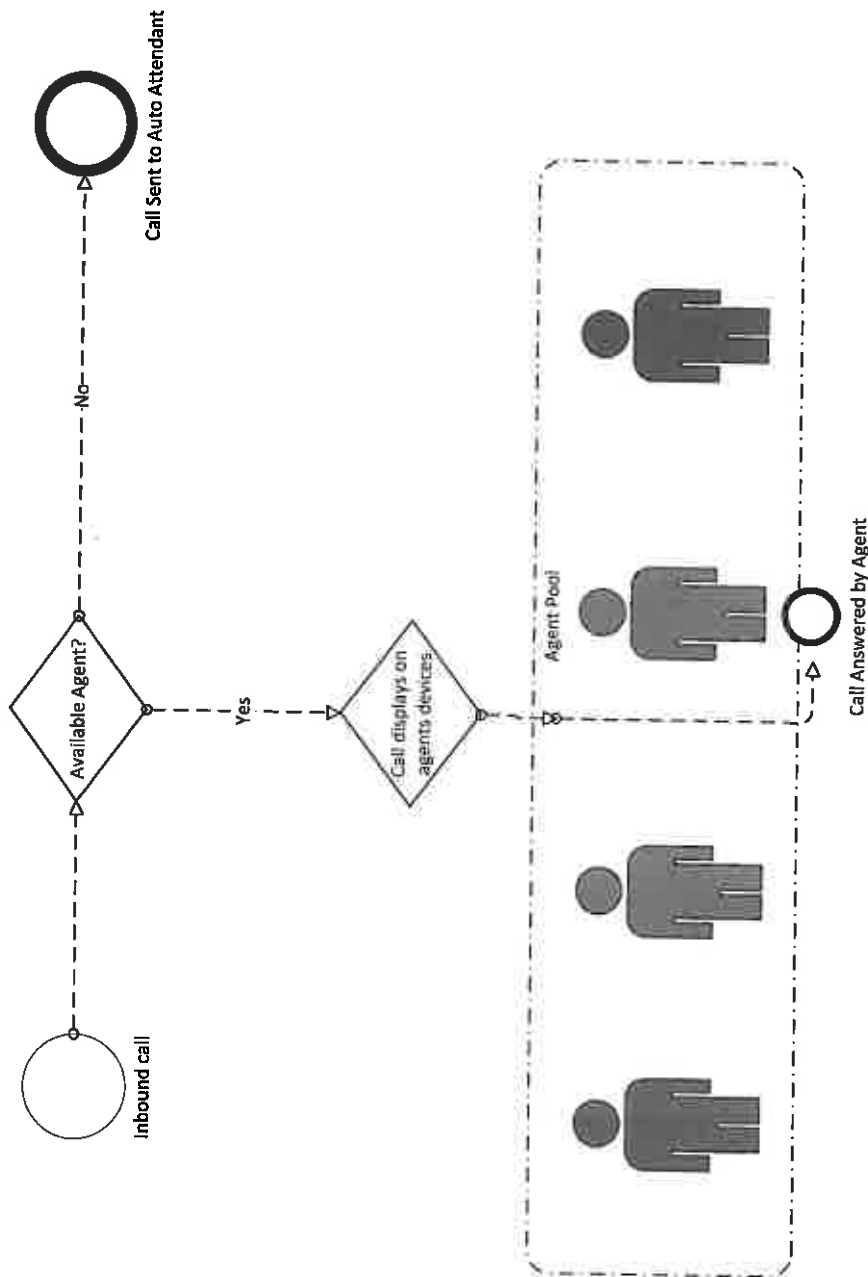 Inbound call
Available Agent?
No
Call Sent to Auto Attendant
Yes
Call displays on
agents devices
Agent Pool
Call Answered by Agent